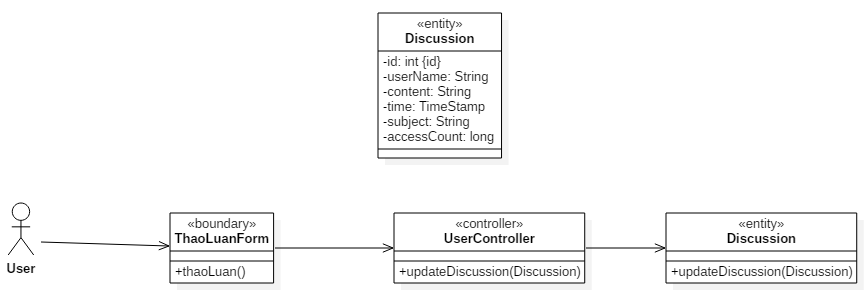 «entity»
Discussion
-id: int {id}
-userName: String
-content: String
-time: TimeStamp
-subject: String
-accessCount: long
User
«boundary»
ThaoLuanForm
+thaoLuan()
«controller»
UserController
+updateDiscussion(Discussion)
«entity»
Discussion
+updateDiscussion(Discussion)